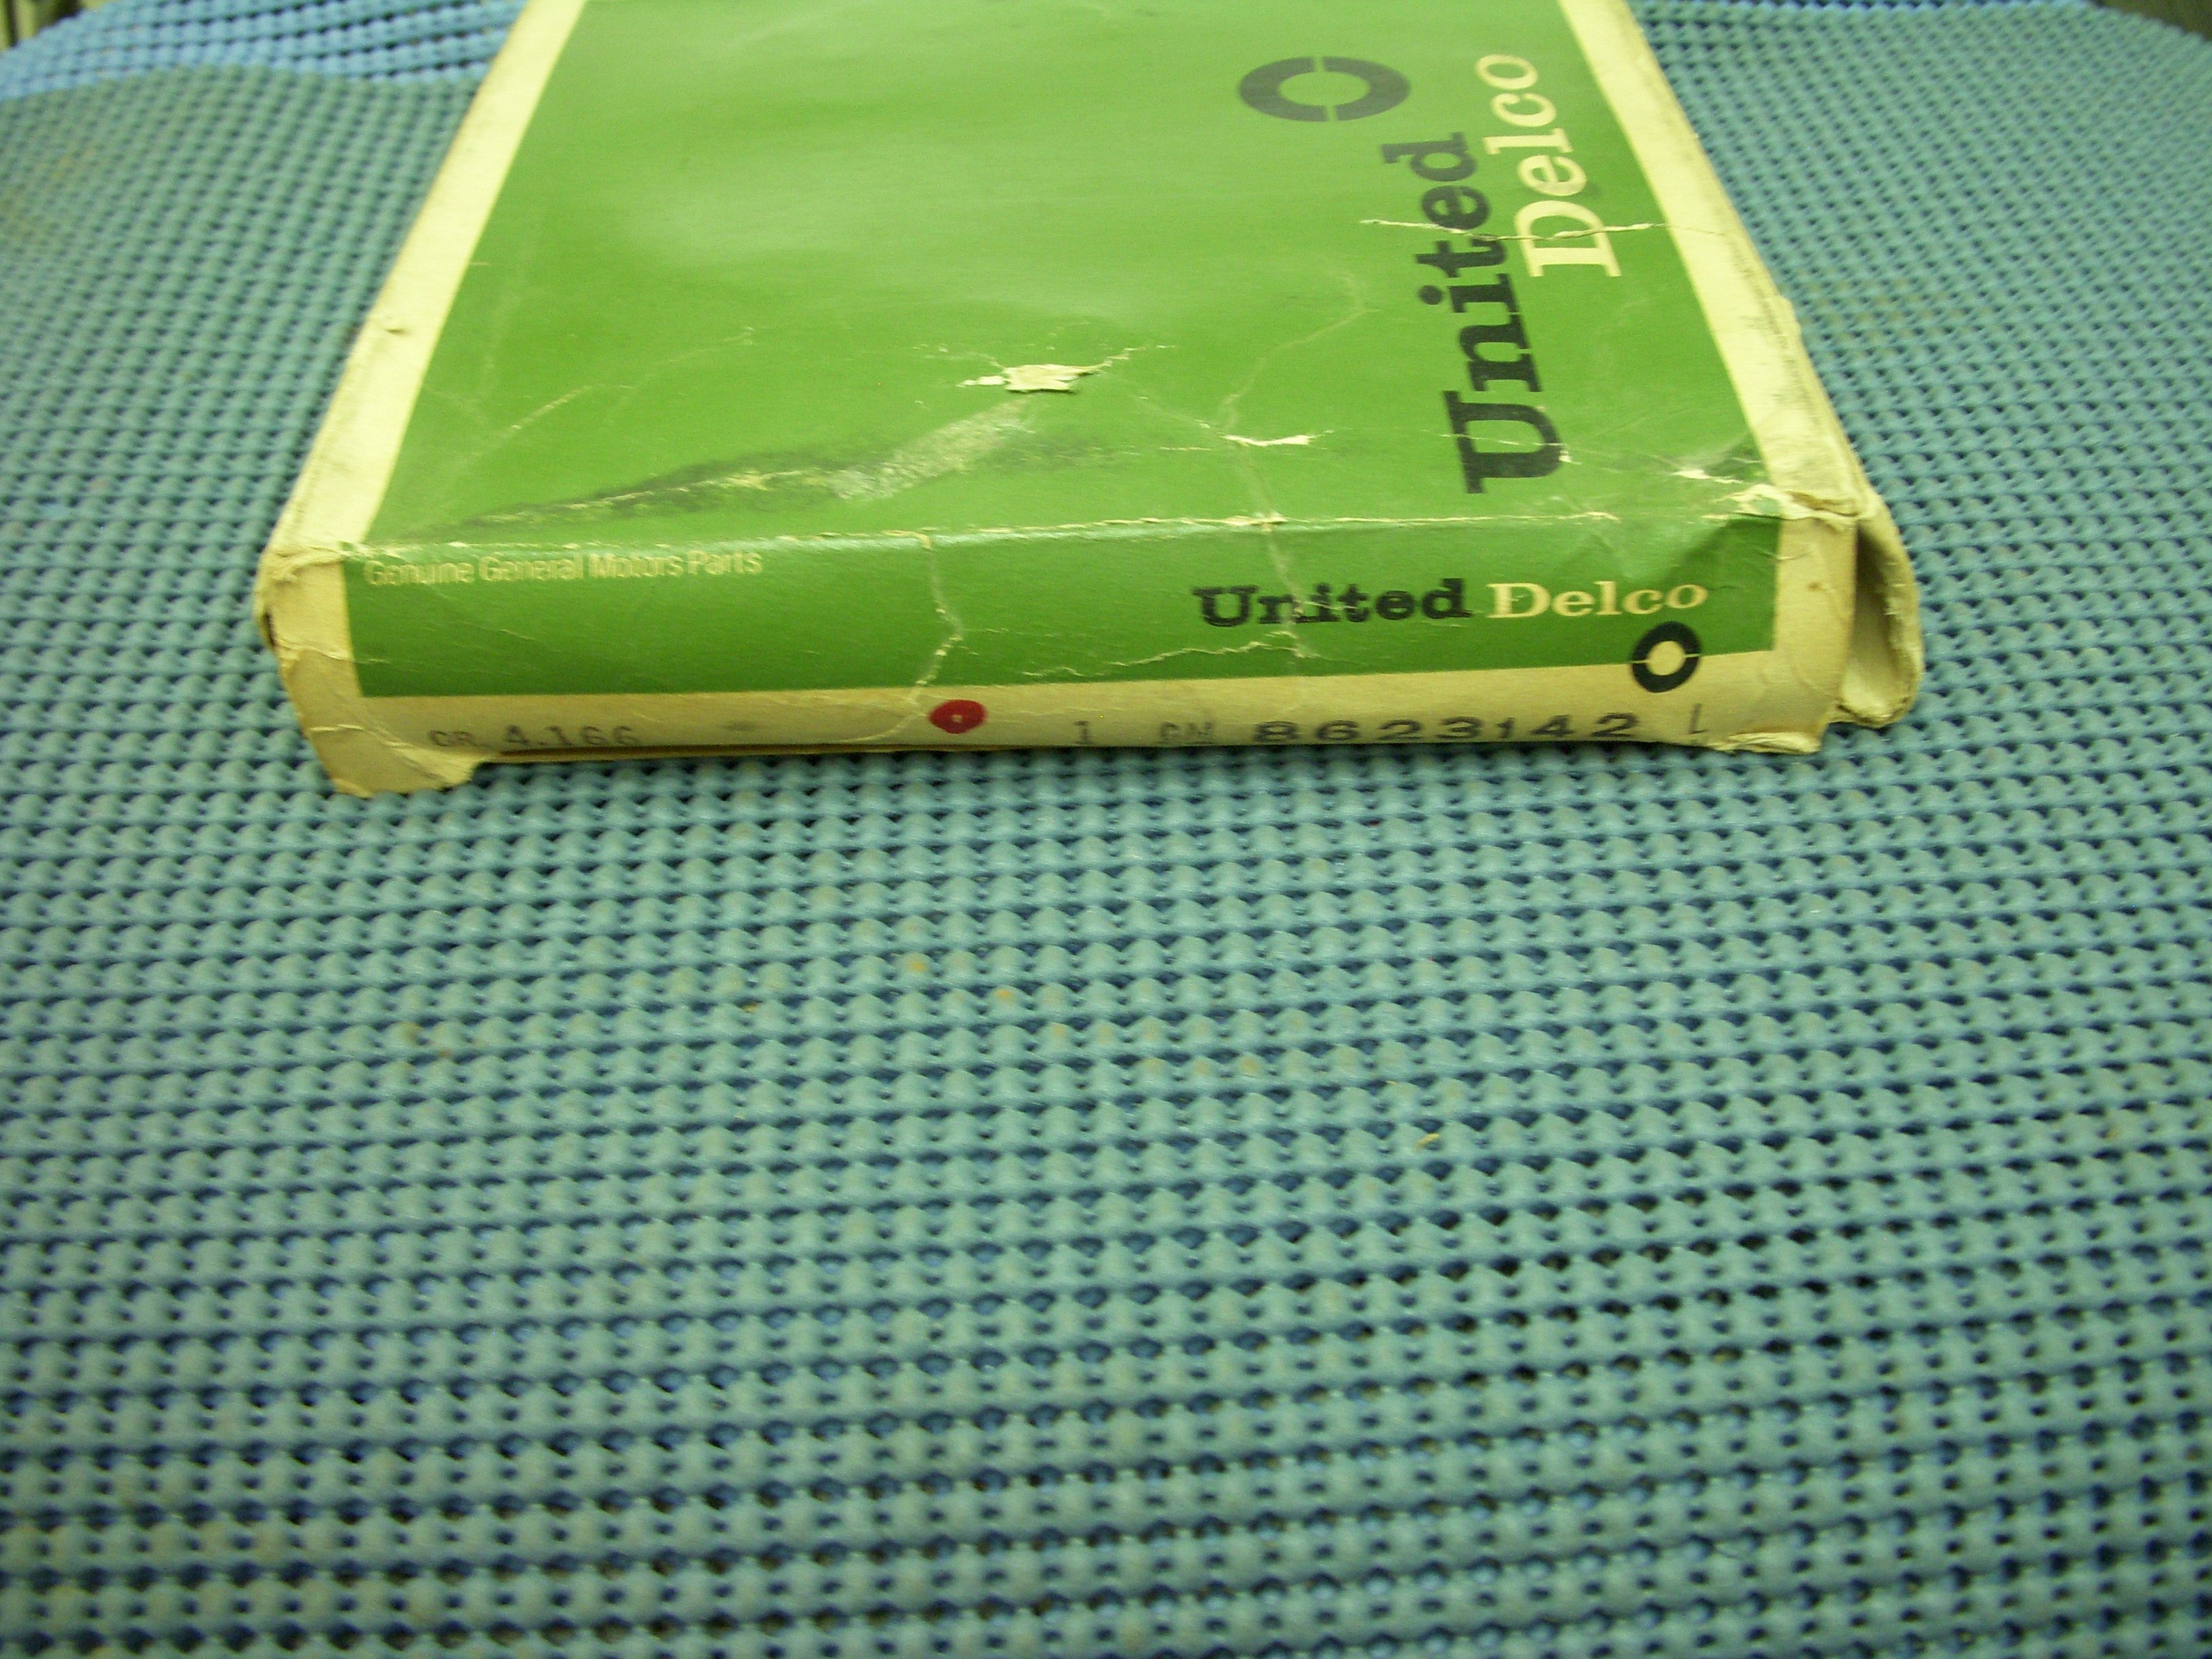 United
Delco
Genuine General Motors Parts
United Delco
GR. 4.166 1 GM 8623142 L